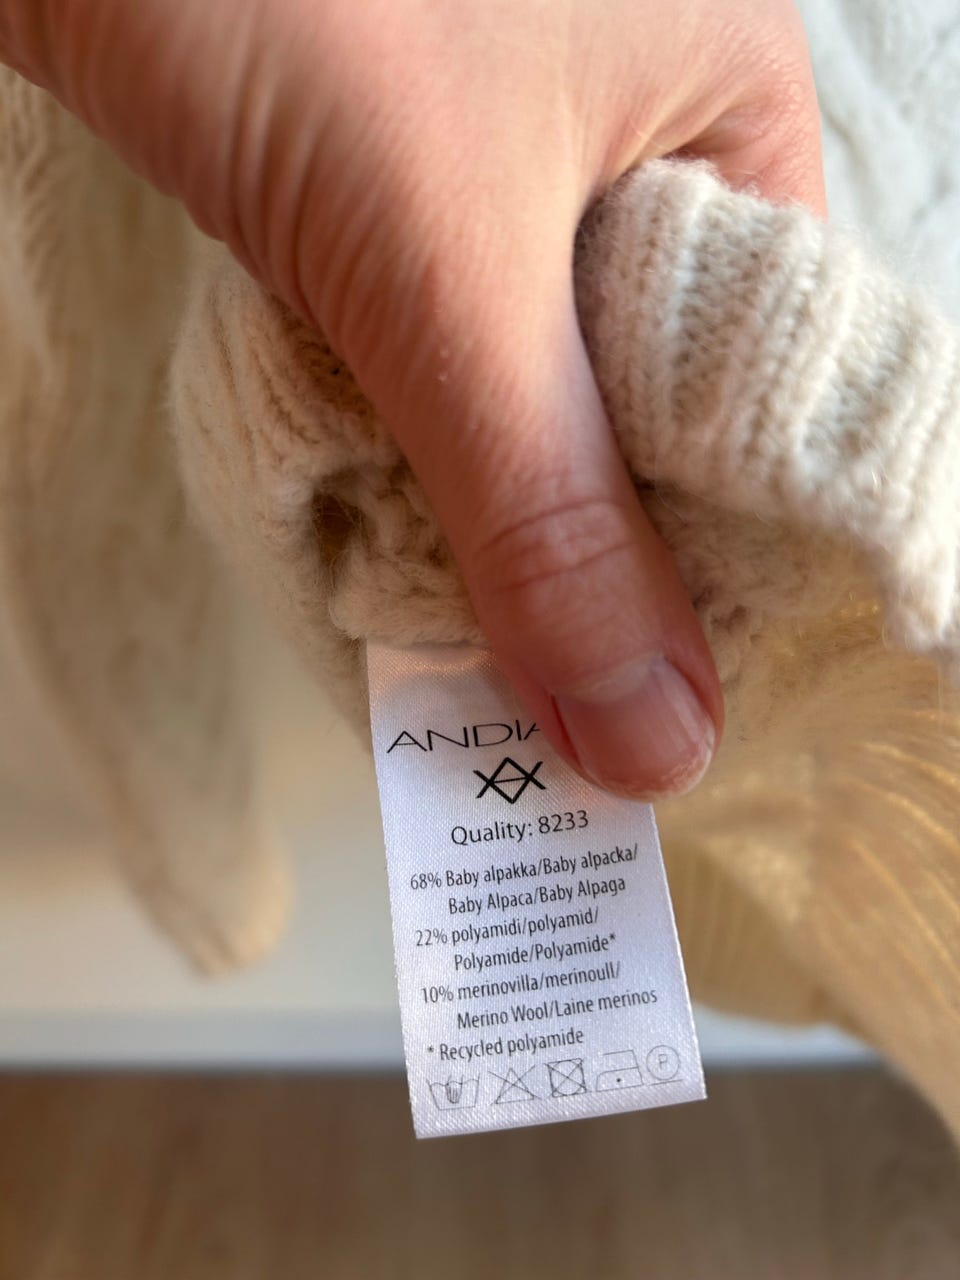 Quality: 8233
68% Baby alpakka/Baby alpacka/
Baby Alpaca/Baby Alpaga
22% polyamidi/polyamid/
Polyamide/Polyamide*
10% merinovilla/merinoull/
Merino Wool/Laine merinos
* Recycled polyamide
P